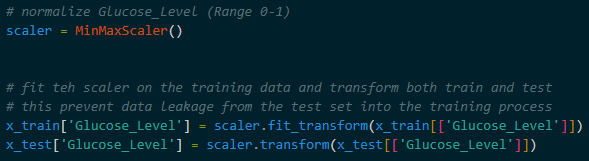 # normalize Glucose_Level (Range 0-1)
scaler = MinMaxScaler()
# fit teh scaler on the training data and transform both train and test
# this prevent data leakage from the test set into the training process
x_train['Glucose_Level'] = scaler.fit_transform(x_train[['Glucose_Level']])
x_test['Glucose_Level'] = scaler.transform(x_test[['Glucose_Level']])